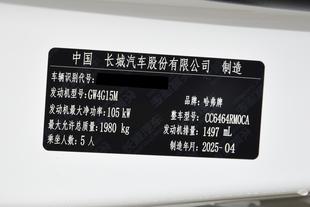 中国 长城汽车股份有限公司 制造
车辆识别代号：
发动机型号：GW4G15M 品牌：哈弗牌
发动机最大净功率：105 kW 整车型号：CC6464RM0CA
最大允许总质量：1980 kg 发动机排量：1497 mL
乘坐人数：5 人 制造年月：2025-04